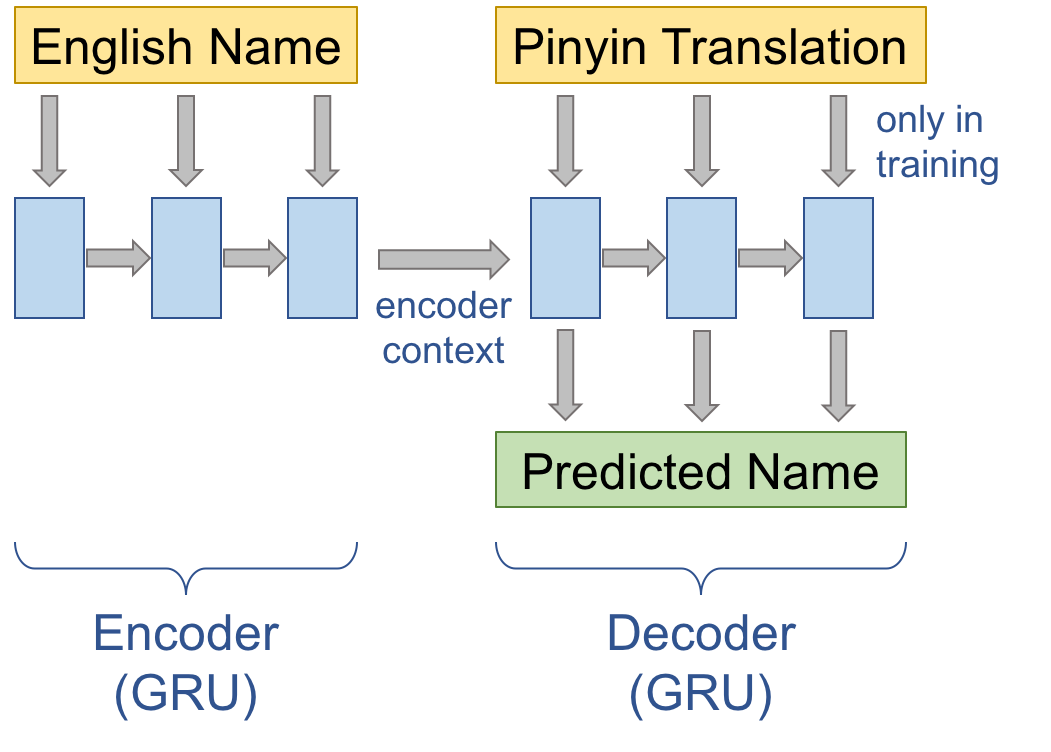 English Name
Pinyin Translation
only in
training
encoder
context
Predicted Name
Encoder
(GRU)
Decoder
(GRU)